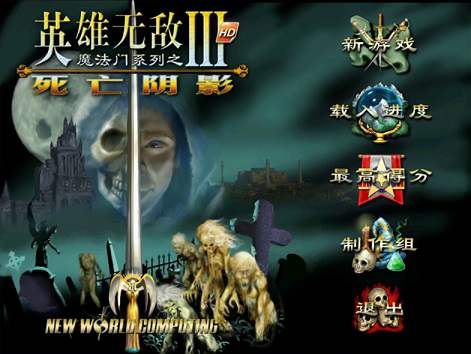 英雄无敌III HD
魔法门系列之
死亡阴影
新游戏
载入进度
最高得分
制作组
退出
NWC
NEW WORLD COMPUTING